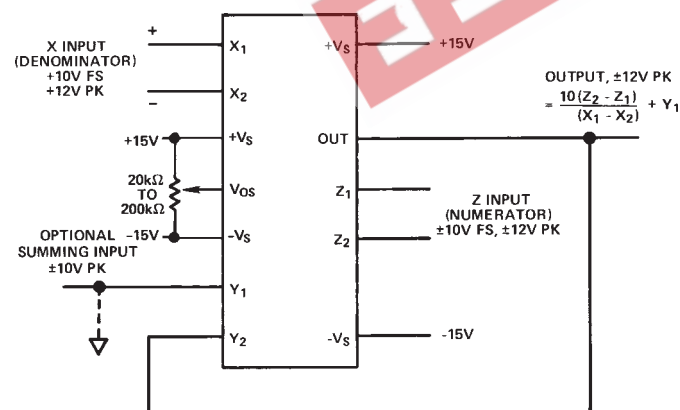 +
X INPUT
(DENOMINATOR)
+10V FS
+12V PK
−
X1
X2
+15V
+VS
20kΩ
TO
200kΩ
VOS
-15V
-VS
OPTIONAL
SUMMING INPUT
±10V PK
Y1
Y2
+VS
+15V
OUTPUT, ±12V PK
= 10(Z2 - Z1) / (X1 - X2) + Y1
OUT
Z1
Z2
Z INPUT
(NUMERATOR)
±10V FS, ±12V PK
-VS
-15V